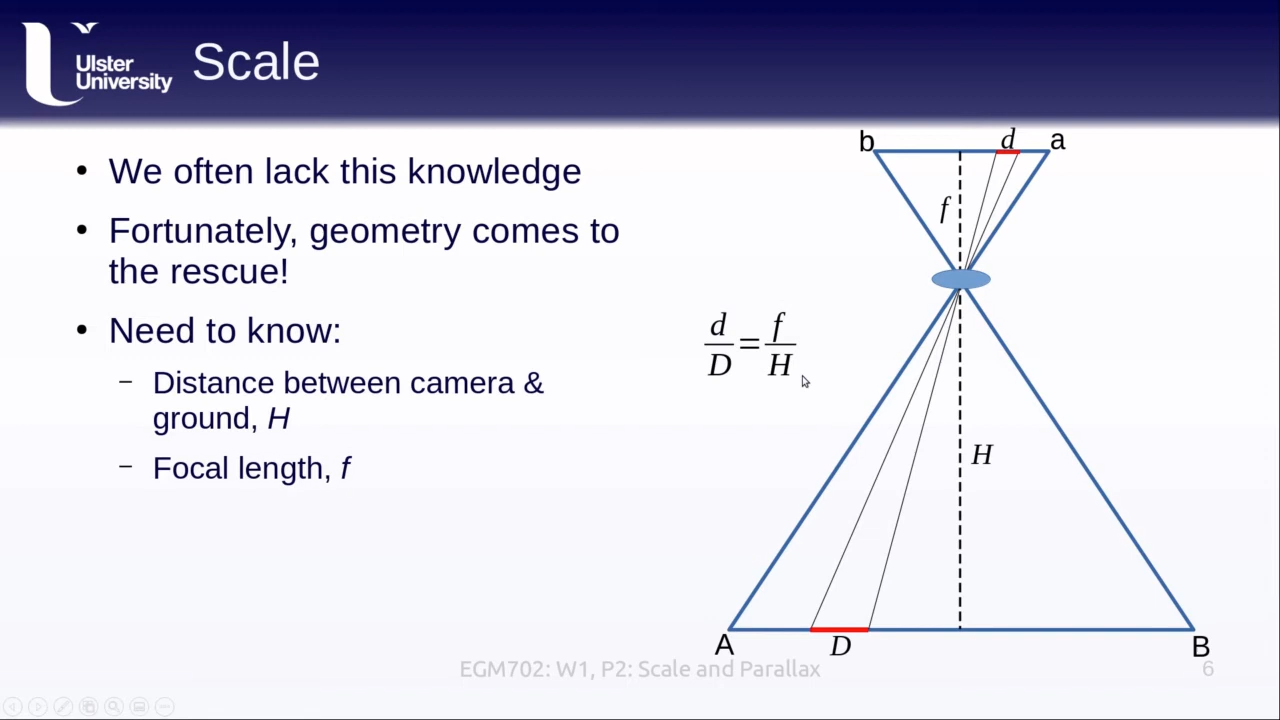 Ulster
University
Scale
• We often lack this knowledge
• Fortunately, geometry comes to
the rescue!
• Need to know:
– Distance between camera &
ground, H
– Focal length, f
b
d
a
f
d/D = f/H
H
A
D
B
EGM702: W1, P2: Scale and Parallax
6